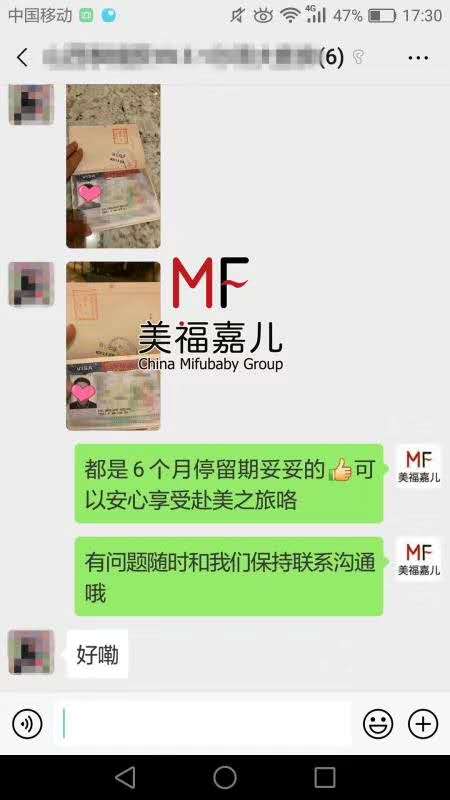 中国移动
4G
47%
17:30
(6)
VISA
VISA
MF
美福嘉儿
China Mifubaby Group
都是6个月停留期妥妥的👍可
以安心享受赴美之旅咯
MF
美福嘉儿
有问题随时和我们保持联系沟通
哦
MF
美福嘉儿
好嘞